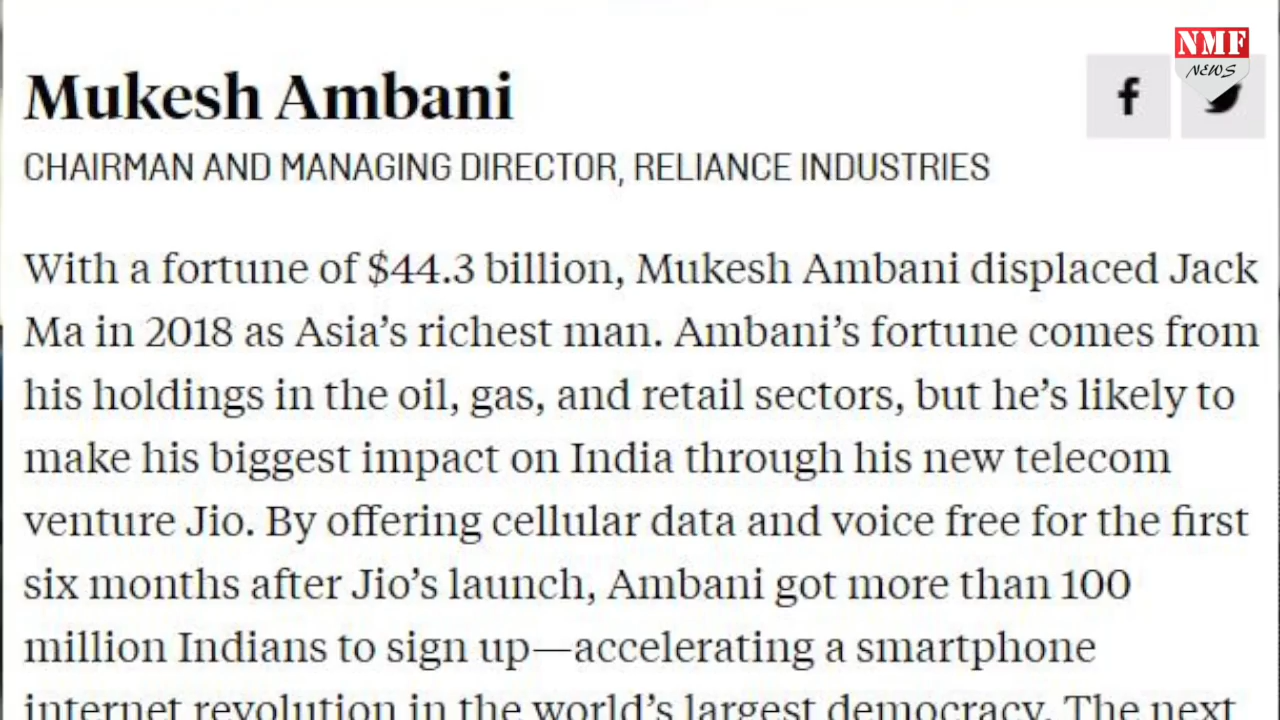 NMF
NEWS
Mukesh Ambani
CHAIRMAN AND MANAGING DIRECTOR, RELIANCE INDUSTRIES
With a fortune of $44.3 billion, Mukesh Ambani displaced Jack
Ma in 2018 as Asia’s richest man. Ambani’s fortune comes from
his holdings in the oil, gas, and retail sectors, but he’s likely to
make his biggest impact on India through his new telecom
venture Jio. By offering cellular data and voice free for the first
six months after Jio’s launch, Ambani got more than 100
million Indians to sign up—accelerating a smartphone
internet revolution in the world’s largest democracy. The next